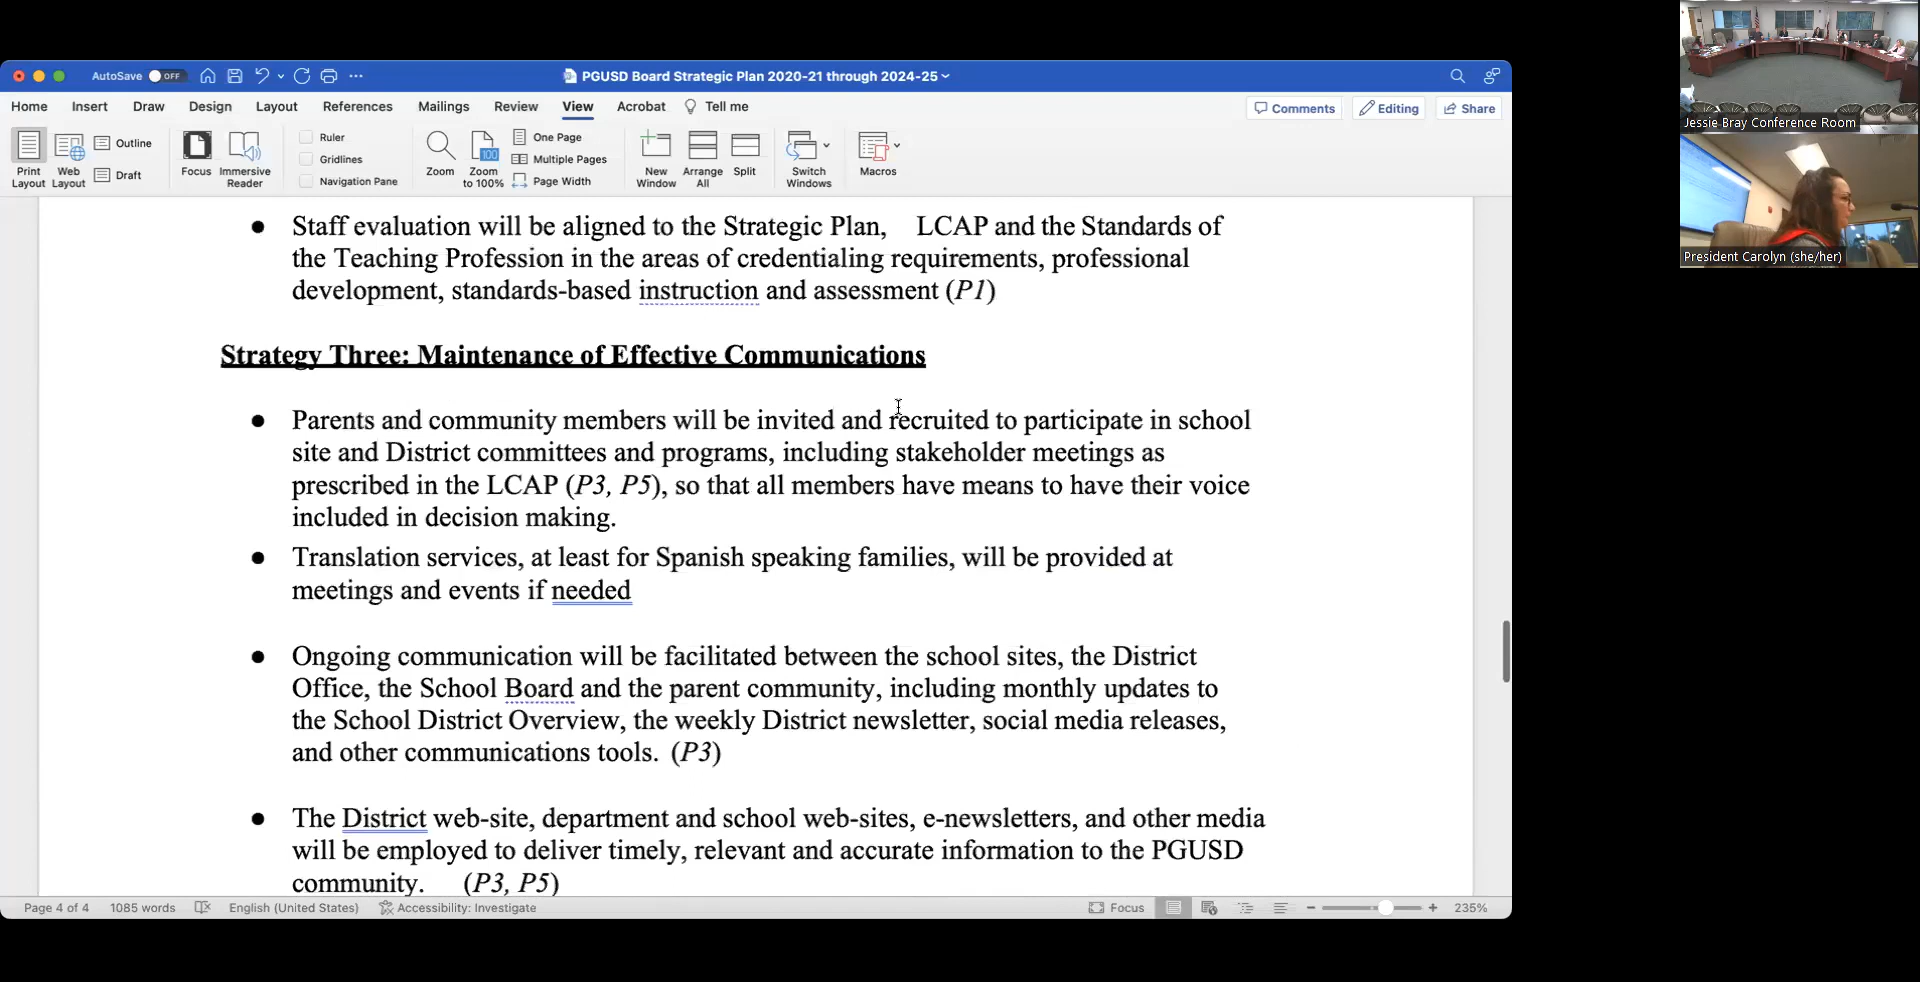 AutoSave OFF
PGUSD Board Strategic Plan 2020-21 through 2024-25
Home Insert Draw Design Layout References Mailings Review View Acrobat Tell me
Comments Editing Share
Print Layout
Web Layout
Outline
Draft
Focus
Immersive Reader
Ruler
Gridlines
Navigation Pane
Zoom
Zoom to 100%
100
One Page
Multiple Pages
Page Width
New Window
Arrange All
Split
Switch Windows
Macros
● Staff evaluation will be aligned to the Strategic Plan, LCAP and the Standards of
the Teaching Profession in the areas of credentialing requirements, professional
development, standards-based instruction and assessment (P1)
Strategy Three: Maintenance of Effective Communications
● Parents and community members will be invited and recruited to participate in school
site and District committees and programs, including stakeholder meetings as
prescribed in the LCAP (P3, P5), so that all members have means to have their voice
included in decision making.
● Translation services, at least for Spanish speaking families, will be provided at
meetings and events if needed
● Ongoing communication will be facilitated between the school sites, the District
Office, the School Board and the parent community, including monthly updates to
the School District Overview, the weekly District newsletter, social media releases,
and other communications tools. (P3)
● The District web-site, department and school web-sites, e-newsletters, and other media
will be employed to deliver timely, relevant and accurate information to the PGUSD
community. (P3, P5)
Page 4 of 4 1085 words English (United States) Accessibility: Investigate
Focus 235%
Jessie Bray Conference Room
President Carolyn (she/her)